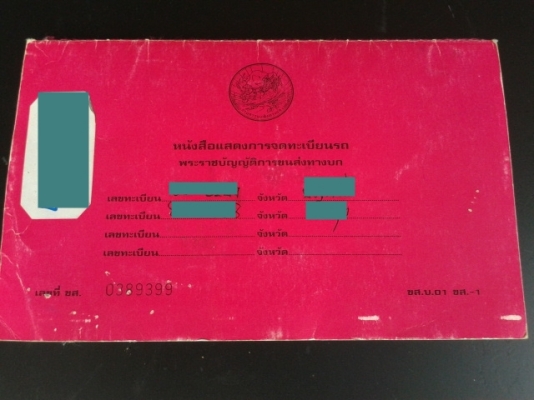 หนังสือแสดงการจดทะเบียนรถ
พระราชบัญญัติการขนส่งทางบก
เลขทะเบียน จังหวัด
เลขทะเบียน จังหวัด
เลขทะเบียน จังหวัด
เลขทะเบียน จังหวัด
เลขที่ ขส. 0389399 ขส.บ.01 ขส.-1